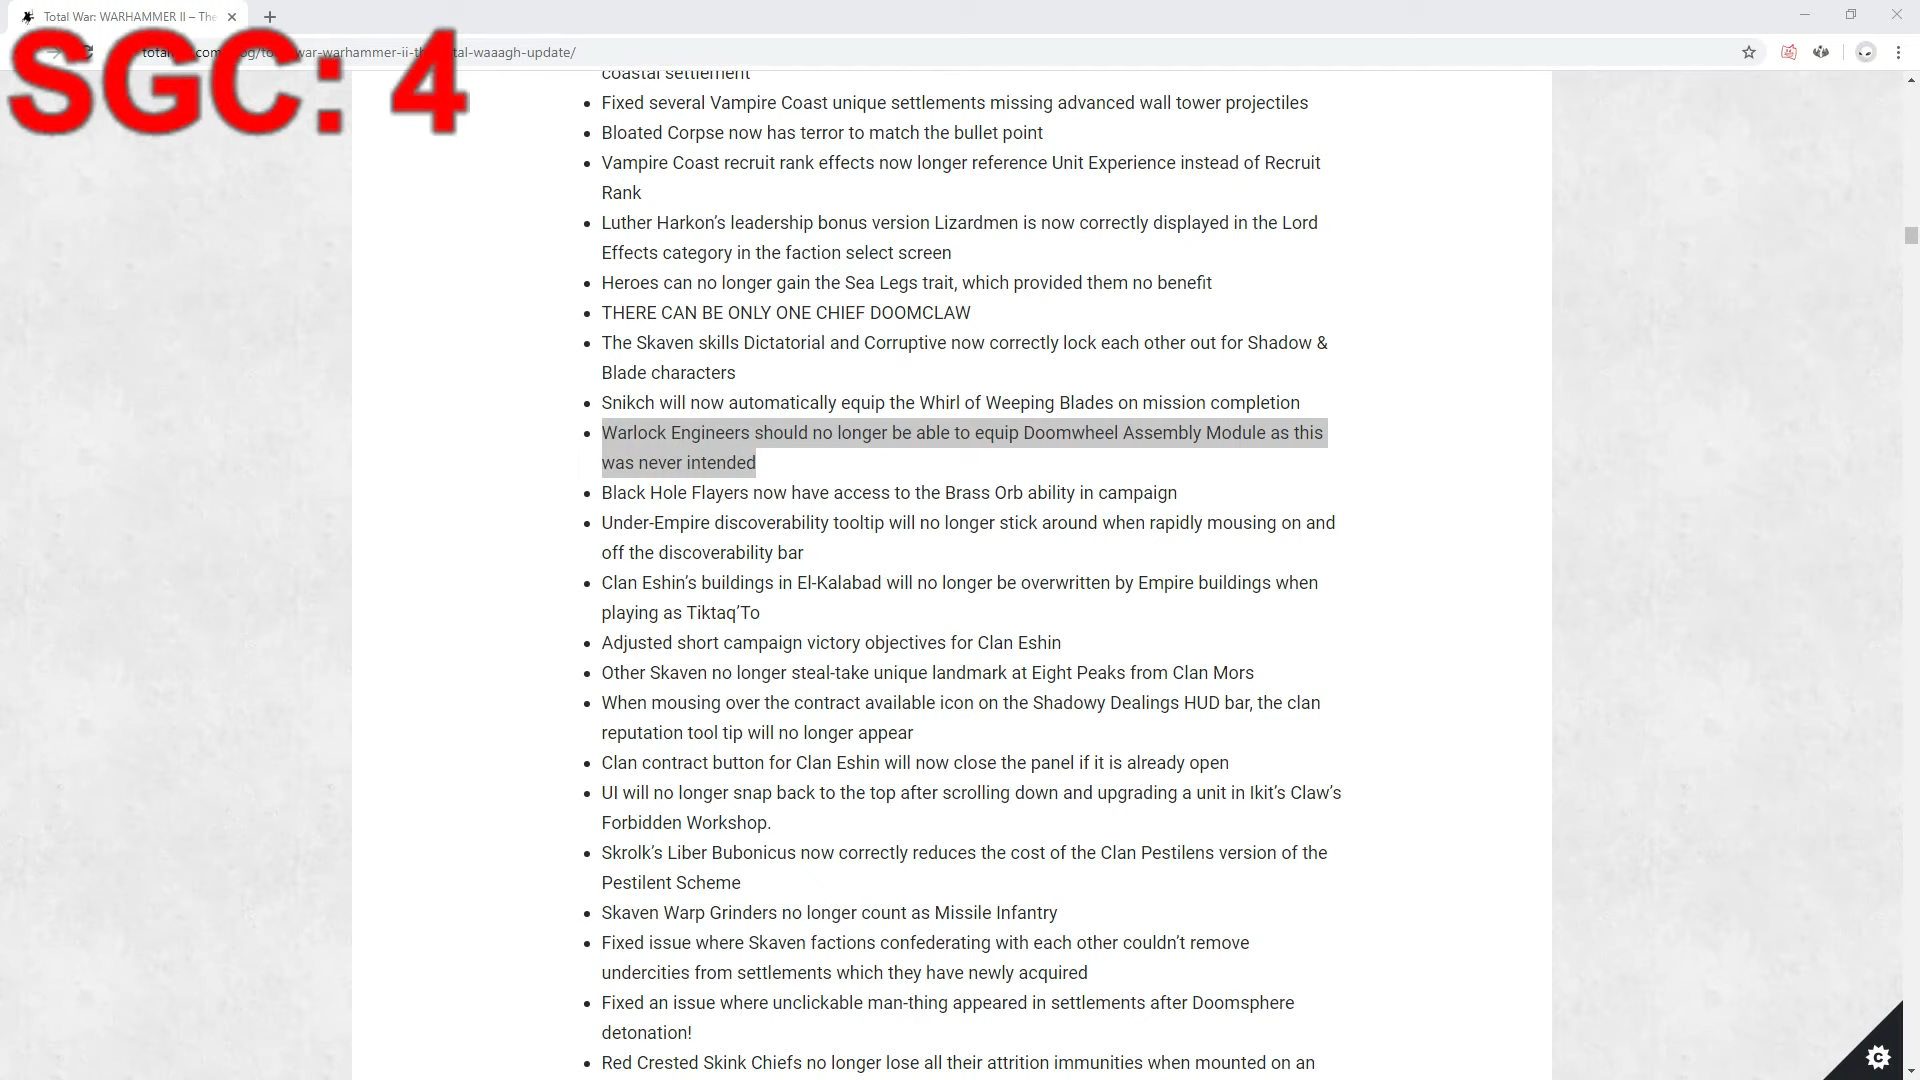 Total War: WARHAMMER II – The
SGC: 4
coastal settlement
Fixed several Vampire Coast unique settlements missing advanced wall tower projectiles
Bloated Corpse now has terror to match the bullet point
Vampire Coast recruit rank effects now longer reference Unit Experience instead of Recruit
Rank
Luther Harkon’s leadership bonus version Lizardmen is now correctly displayed in the Lord
Effects category in the faction select screen
Heroes can no longer gain the Sea Legs trait, which provided them no benefit
THERE CAN BE ONLY ONE CHIEF DOOMCLAW
The Skaven skills Dictatorial and Corruptive now correctly lock each other out for Shadow &
Blade characters
Snikch will now automatically equip the Whirl of Weeping Blades on mission completion
Warlock Engineers should no longer be able to equip Doomwheel Assembly Module as this
was never intended
Black Hole Flayers now have access to the Brass Orb ability in campaign
Under-Empire discoverability tooltip will no longer stick around when rapidly mousing on and
off the discoverability bar
Clan Eshin’s buildings in El-Kalabad will no longer be overwritten by Empire buildings when
playing as Tiktaq’To
Adjusted short campaign victory objectives for Clan Eshin
Other Skaven no longer steal-take unique landmark at Eight Peaks from Clan Mors
When mousing over the contract available icon on the Shadowy Dealings HUD bar, the clan
reputation tool tip will no longer appear
Clan contract button for Clan Eshin will now close the panel if it is already open
UI will no longer snap back to the top after scrolling down and upgrading a unit in Ikit’s Claw’s
Forbidden Workshop.
Skrolk’s Liber Bubonicus now correctly reduces the cost of the Clan Pestilens version of the
Pestilent Scheme
Skaven Warp Grinders no longer count as Missile Infantry
Fixed issue where Skaven factions confederating with each other couldn’t remove
undercities from settlements which they have newly acquired
Fixed an issue where unclickable man-thing appeared in settlements after Doomsphere
detonation!
Red Crested Skink Chiefs no longer lose all their attrition immunities when mounted on an